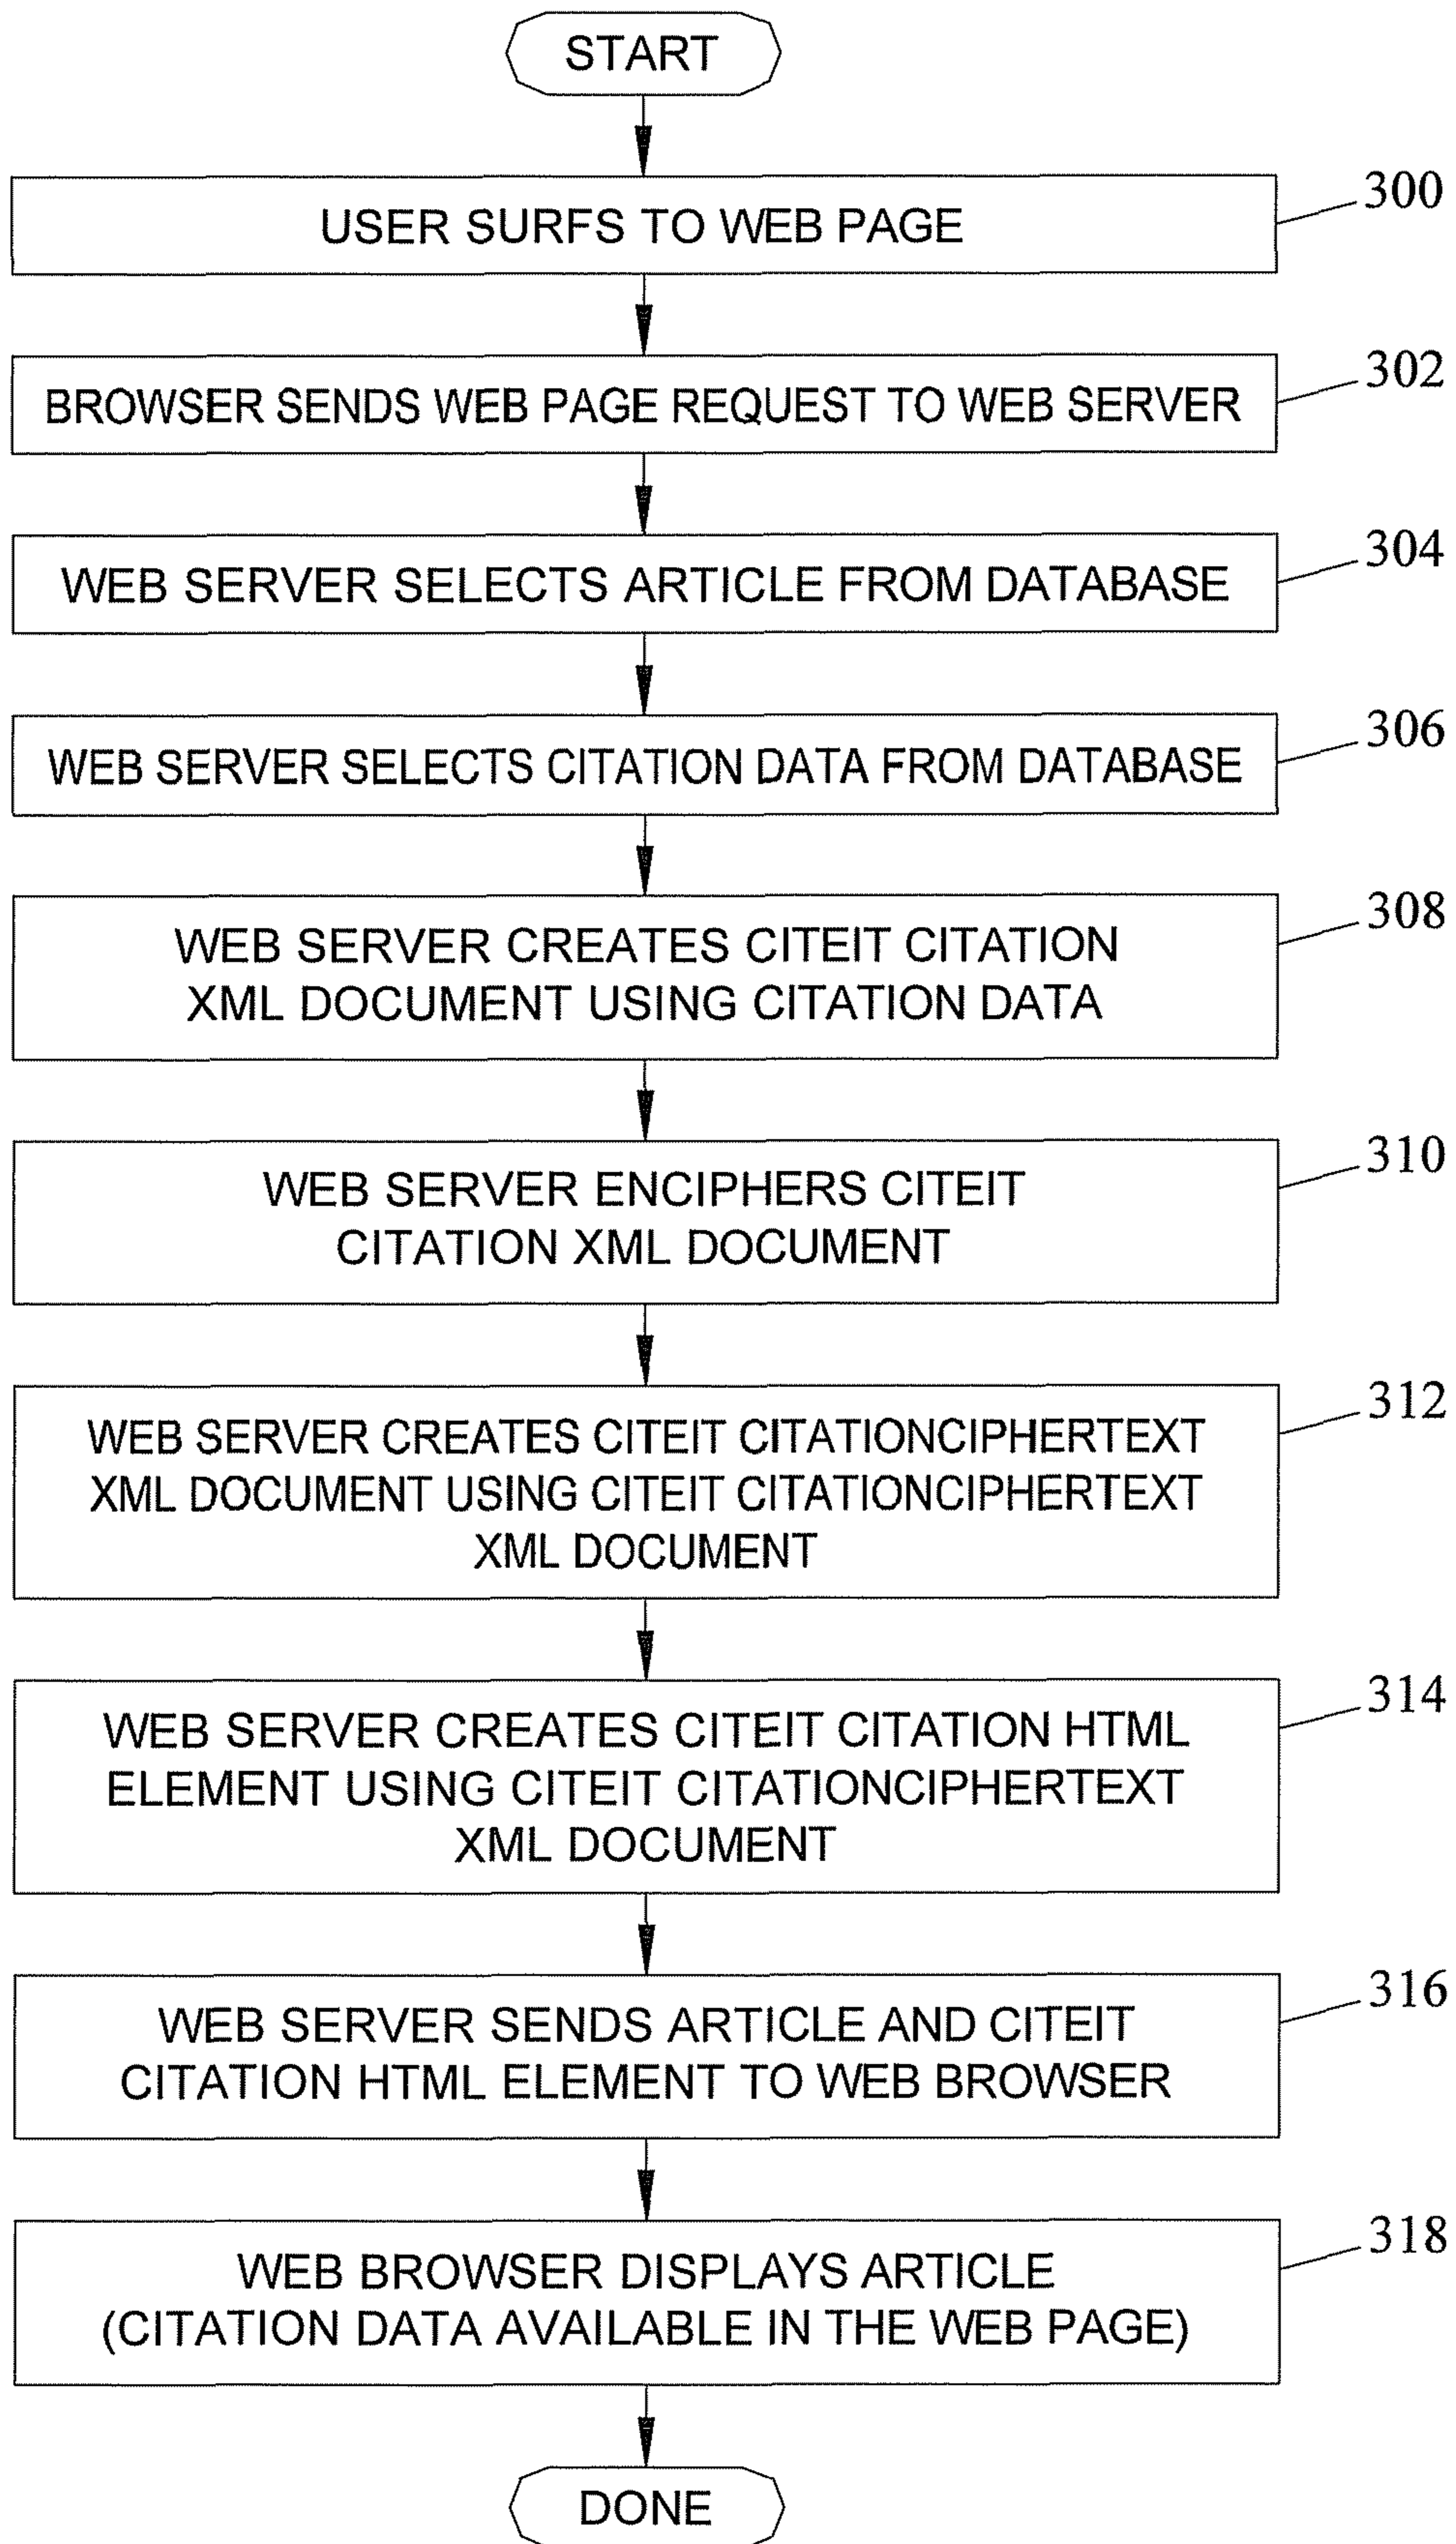 START
300
USER SURFS TO WEB PAGE
302
BROWSER SENDS WEB PAGE REQUEST TO WEB SERVER
304
WEB SERVER SELECTS ARTICLE FROM DATABASE
306
WEB SERVER SELECTS CITATION DATA FROM DATABASE
308
WEB SERVER CREATES CITEIT CITATION
XML DOCUMENT USING CITATION DATA
310
WEB SERVER ENCIPHERS CITEIT
CITATION XML DOCUMENT
312
WEB SERVER CREATES CITEIT CITATIONCIPHERTEXT
XML DOCUMENT USING CITEIT CITATIONCIPHERTEXT
XML DOCUMENT
314
WEB SERVER CREATES CITEIT CITATION HTML
ELEMENT USING CITEIT CITATIONCIPHERTEXT
XML DOCUMENT
316
WEB SERVER SENDS ARTICLE AND CITEIT
CITATION HTML ELEMENT TO WEB BROWSER
318
WEB BROWSER DISPLAYS ARTICLE
(CITATION DATA AVAILABLE IN THE WEB PAGE)
DONE